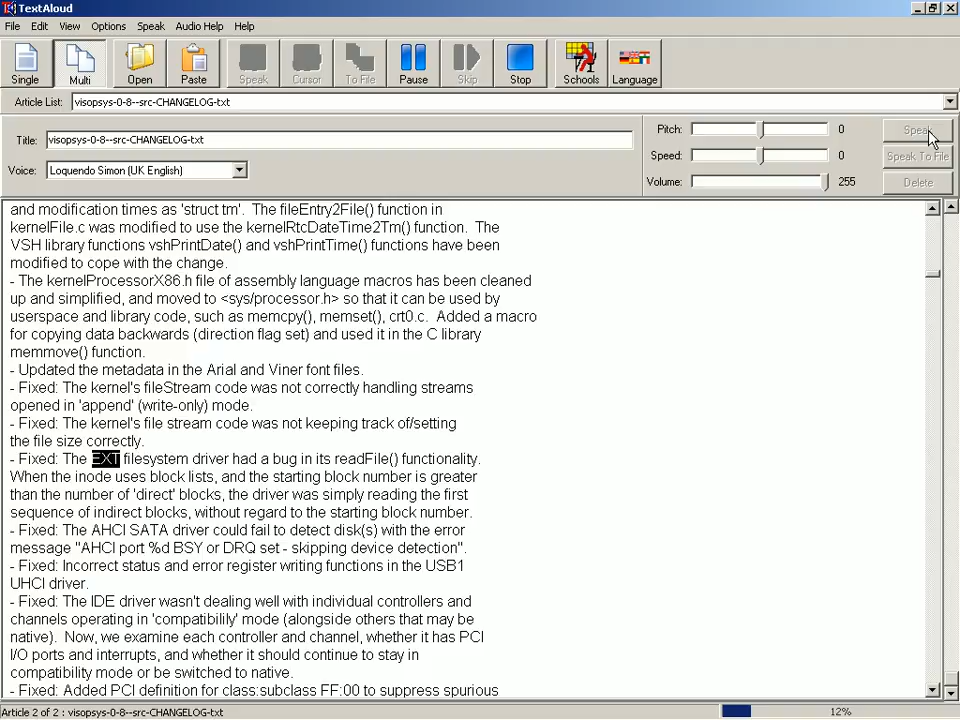 TextAloud
File Edit View Options Speak Audio Help Help
Single Multi Open Paste Speak Cursor To File Pause Skip Stop Schools Language
Article List: visopsys-0-8--src-CHANGELOG-txt
Title: visopsys-0-8--src-CHANGELOG-txt
Pitch: 0 Speak
Speed: 0 Speak To File
Voice: Loquendo Simon (UK English)
Volume: 255 Delete
and modification times as 'struct tm'.  The fileEntry2File() function in
kernelFile.c was modified to use the kernelRtcDateTime2Tm() function.  The
VSH library functions vshPrintDate() and vshPrintTime() functions have been
modified to cope with the change.
- The kernelProcessorX86.h file of assembly language macros has been cleaned
up and simplified, and moved to <sys/processor.h> so that it can be used by
userspace and library code, such as memcpy(), memset(), crt0.c.  Added a macro
for copying data backwards (direction flag set) and used it in the C library
memmove() function.
- Updated the metadata in the Arial and Viner font files.
- Fixed: The kernel's fileStream code was not correctly handling streams
opened in 'append' (write-only) mode.
- Fixed: The kernel's file stream code was not keeping track of/setting
the file size correctly.
- Fixed: The EXT filesystem driver had a bug in its readFile() functionality.
When the inode uses block lists, and the starting block number is greater
than the number of 'direct' blocks, the driver was simply reading the first
sequence of indirect blocks, without regard to the starting block number.
- Fixed: The AHCI SATA driver could fail to detect disk(s) with the error
message "AHCI port %d BSY or DRQ set - skipping device detection".
- Fixed: Incorrect status and error register writing functions in the USB1
UHCI driver.
- Fixed: The IDE driver wasn't dealing well with individual controllers and
channels operating in 'compatibilily' mode (alongside others that may be
native).  Now, we examine each controller and channel, whether it has PCI
I/O ports and interrupts, and whether it should continue to stay in
compatibility mode or be switched to native.
- Fixed: Added PCI definition for class:subclass FF:00 to suppress spurious
Article 2 of 2 : visopsys-0-8--src-CHANGELOG-txt 12%